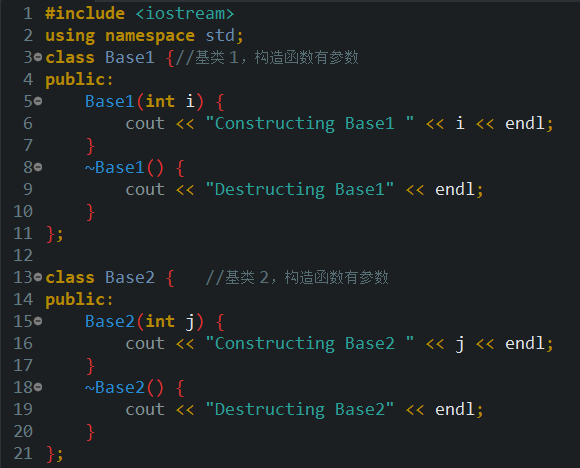 1 #include <iostream>
2 using namespace std;
3 class Base1 {//基类1，构造函数有参数
4 public:
5     Base1(int i) {
6         cout << "Constructing Base1 " << i << endl;
7     }
8     ~Base1() {
9         cout << "Destructing Base1" << endl;
10     }
11 };
12
13 class Base2 {   //基类2，构造函数有参数
14 public:
15     Base2(int j) {
16         cout << "Constructing Base2 " << j << endl;
17     }
18     ~Base2() {
19         cout << "Destructing Base2" << endl;
20     }
21 };